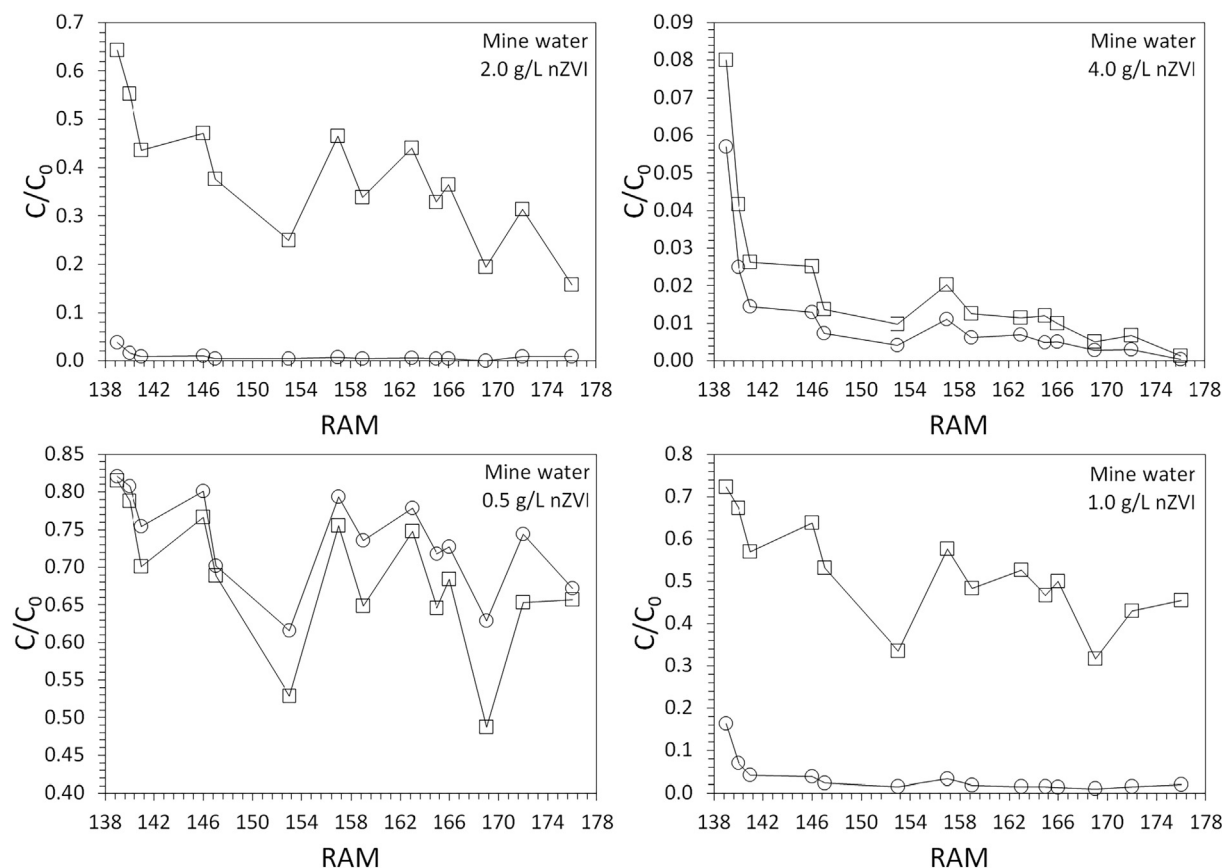 Mine water
2.0 g/L nZVI
C/C0
0.7
0.6
0.5
0.4
0.3
0.2
0.1
0.0
138 142 146 150 154 158 162 166 170 174 178
RAM
Mine water
4.0 g/L nZVI
C/C0
0.09
0.08
0.07
0.06
0.05
0.04
0.03
0.02
0.01
0.00
138 142 146 150 154 158 162 166 170 174 178
RAM
Mine water
0.5 g/L nZVI
C/C0
0.85
0.80
0.75
0.70
0.65
0.60
0.55
0.50
0.45
0.40
138 142 146 150 154 158 162 166 170 174 178
RAM
Mine water
1.0 g/L nZVI
C/C0
0.8
0.7
0.6
0.5
0.4
0.3
0.2
0.1
0.0
138 142 146 150 154 158 162 166 170 174 178
RAM